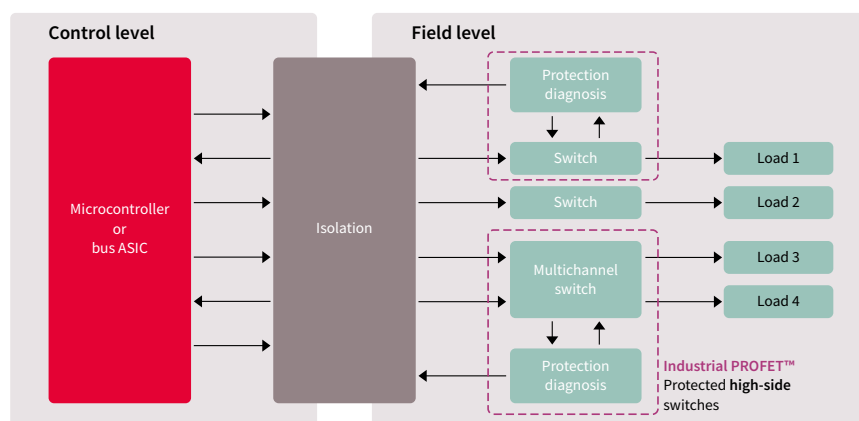 Control level
Field level
Microcontroller
or
bus ASIC
Isolation
Protection
diagnosis
Switch
Load 1
Switch
Load 2
Multichannel
switch
Load 3
Load 4
Protection
diagnosis
Industrial PROFET™
Protected high-side
switches